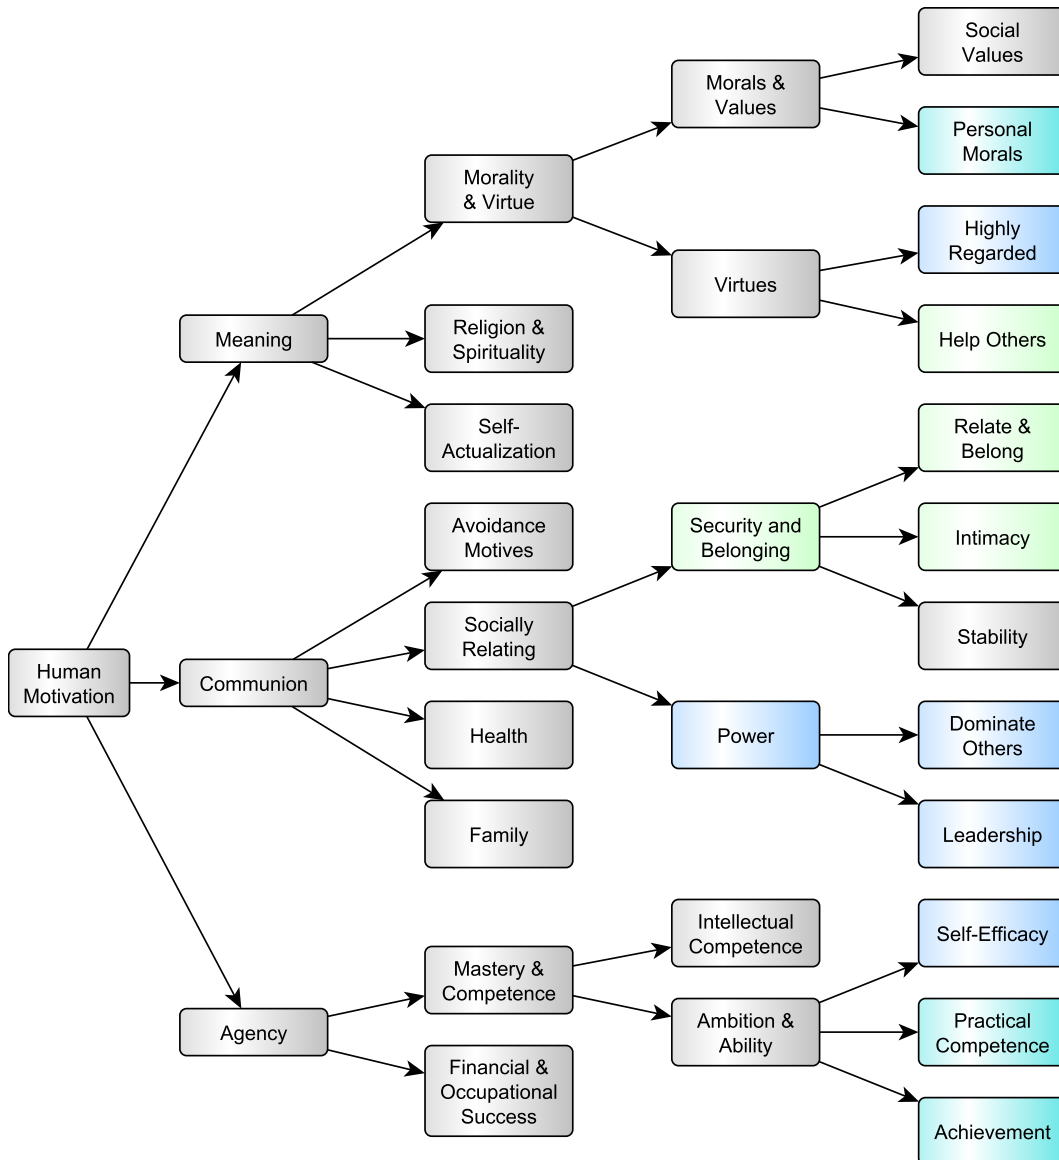 Social
Values
Morals &
Values
Personal
Morals
Morality
& Virtue
Highly
Regarded
Virtues
Help Others
Meaning
Religion &
Spirituality
Self-
Actualization
Relate &
Belong
Avoidance
Motives
Security and
Belonging
Intimacy
Socially
Relating
Stability
Human
Motivation
Communion
Health
Power
Dominate
Others
Family
Leadership
Intellectual
Competence
Self-Efficacy
Mastery &
Competence
Agency
Ambition &
Ability
Practical
Competence
Financial &
Occupational
Success
Achievement